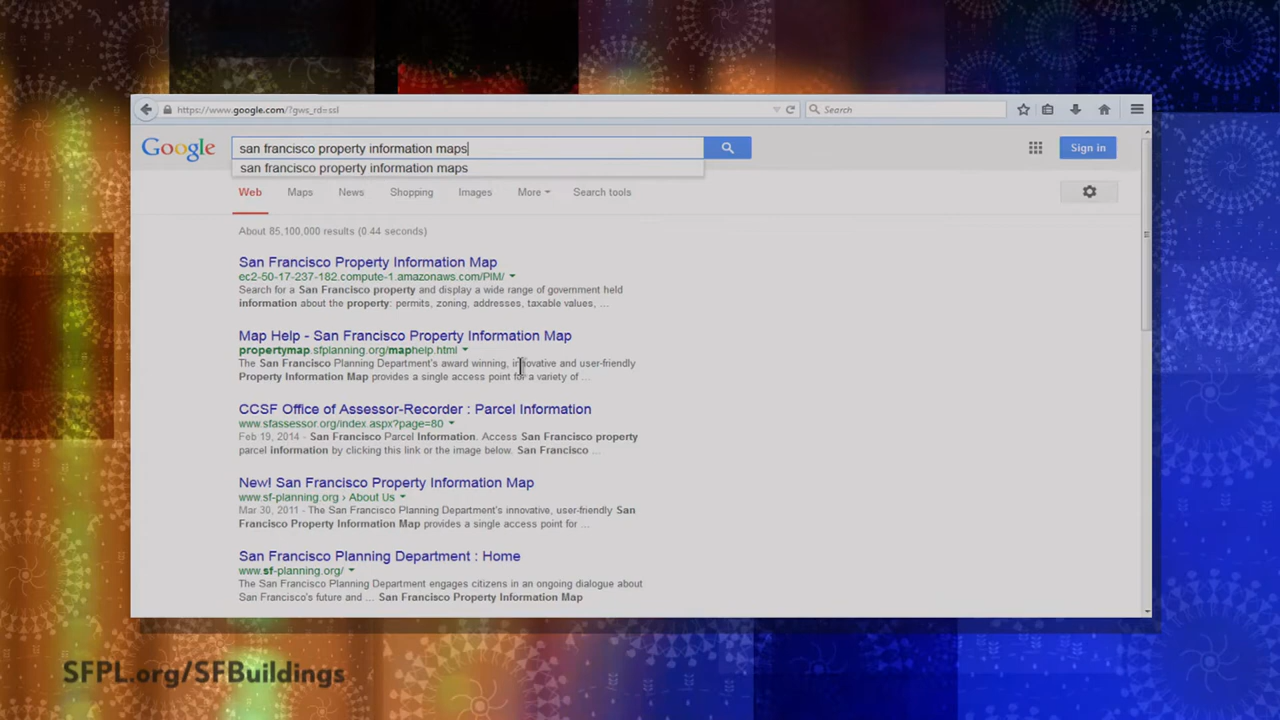 https://www.google.com/?gws_rd=ssl
Search
Google
san francisco property information maps
Sign in
san francisco property information maps
Web Maps News Shopping Images More Search tools
About 85,100,000 results (0.44 seconds)
San Francisco Property Information Map
ec2-50-17-237-182.compute-1.amazonaws.com/PIM/
Search for a San Francisco property and display a wide range of government held
information about the property: permits, zoning, addresses, taxable values, ...
Map Help - San Francisco Property Information Map
propertymap.sfplanning.org/maphelp.html
The San Francisco Planning Department's award winning, innovative and user-friendly
Property Information Map provides a single access point for a variety of ...
CCSF Office of Assessor-Recorder : Parcel Information
www.sfassessor.org/index.aspx?page=80
Feb 19, 2014 - San Francisco Parcel Information. Access San Francisco property
parcel information by clicking this link or the image below. San Francisco ...
New! San Francisco Property Information Map
www.sf-planning.org › About Us
Mar 30, 2011 - The San Francisco Planning Department's innovative, user-friendly San
Francisco Property Information Map provides a single access point for ...
San Francisco Planning Department : Home
www.sf-planning.org/
The San Francisco Planning Department engages citizens in an ongoing dialogue about
San Francisco's future and ... San Francisco Property Information Map
SFPL.org/SFBuildings